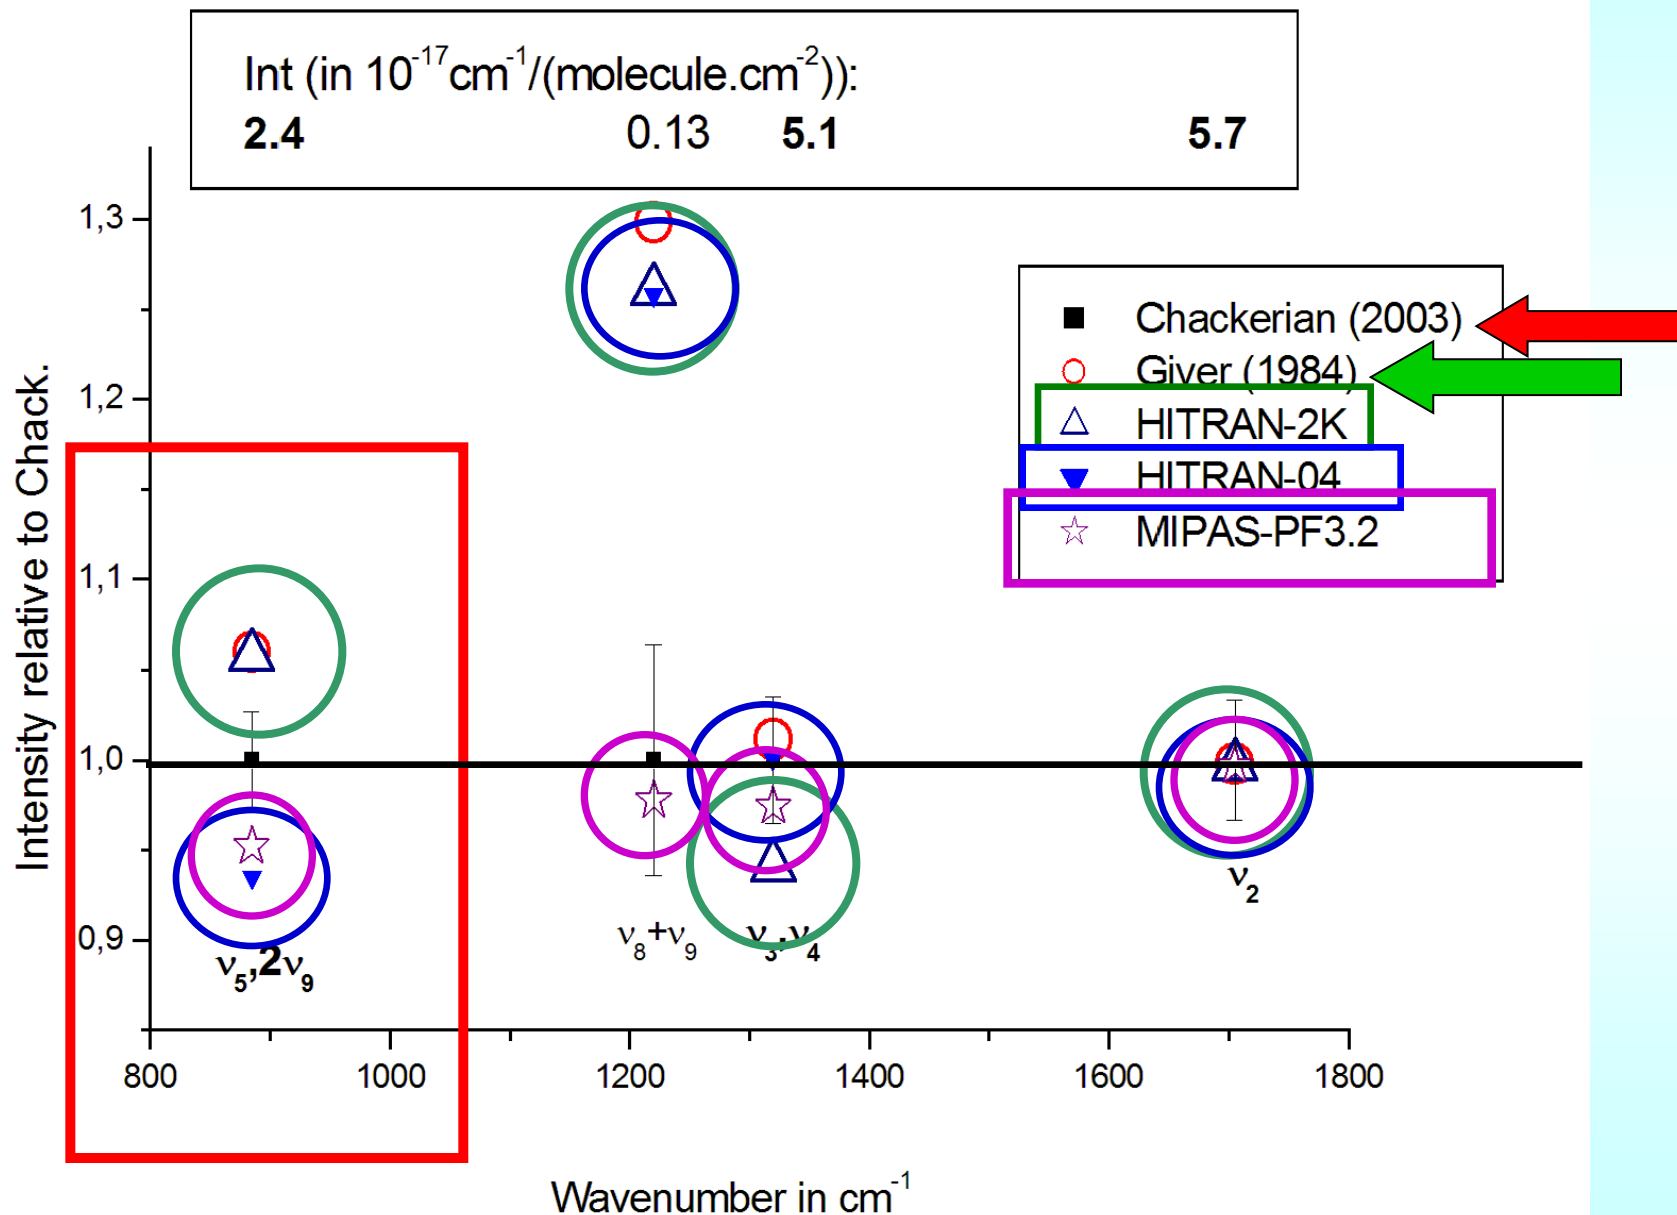 Int (in 10⁻¹⁷cm⁻¹/(molecule.cm⁻²)):
2.4 0.13 5.1 5.7
1,3
1,2
1,1
1,0
0,9
Intensity relative to Chack.
Chackerian (2003)
Giver (1984)
HITRAN-2K
HITRAN-04
MIPAS-PF3.2
ν₅,2ν₉
ν₈+ν₉
ν₃,ν₄
ν₂
800 1000 1200 1400 1600 1800
Wavenumber in cm⁻¹